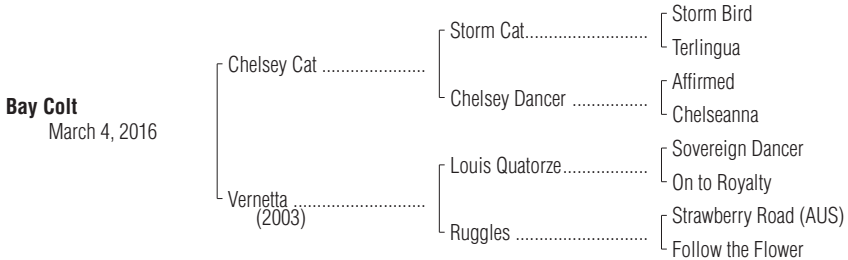 Bay Colt
March 4, 2016
Chelsey Cat ......................
Vernetta ............................
(2003)
Storm Cat..........................
Chelsey Dancer ................
Louis Quatorze..................
Ruggles ............................
Storm Bird
Terlingua
Affirmed
Chelseanna
Sovereign Dancer
On to Royalty
Strawberry Road (AUS)
Follow the Flower